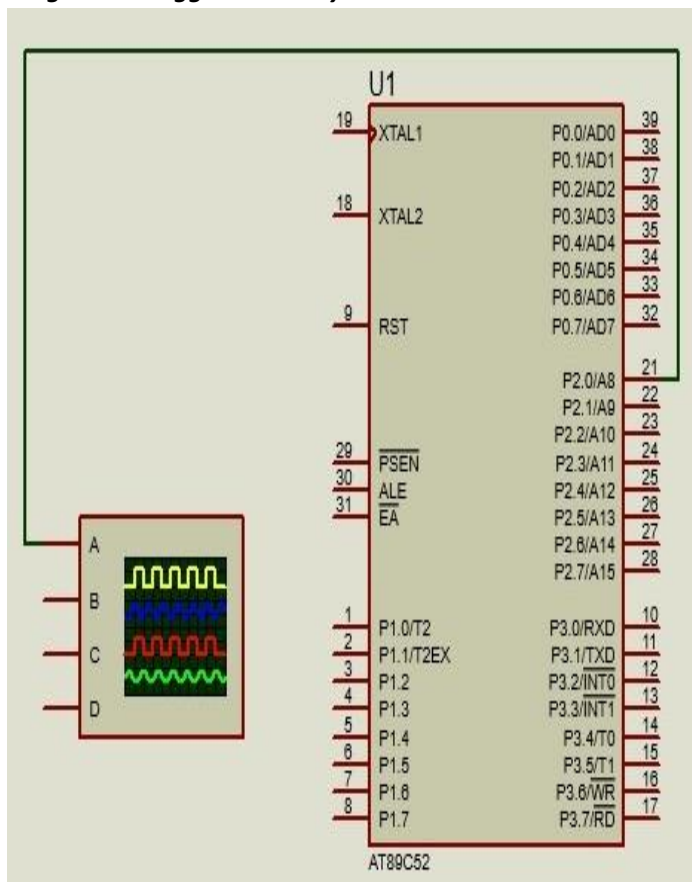 U1
19 XTAL1 P0.0/AD0 39
P0.1/AD1 38
P0.2/AD2 37
18 XTAL2 P0.3/AD3 36
P0.4/AD4 35
P0.5/AD5 34
P0.6/AD6 33
9 RST P0.7/AD7 32
P2.0/A8 21
P2.1/A9 22
P2.2/A10 23
29 PSEN P2.3/A11 24
30 ALE P2.4/A12 25
31 EA P2.5/A13 26
P2.6/A14 27
P2.7/A15 28
A
B
C
D
1 P1.0/T2 P3.0/RXD 10
2 P1.1/T2EX P3.1/TXD 11
3 P1.2 P3.2/INT0 12
4 P1.3 P3.3/INT1 13
5 P1.4 P3.4/T0 14
6 P1.5 P3.5/T1 15
7 P1.6 P3.6/WR 16
8 P1.7 P3.7/RD 17
AT89C52